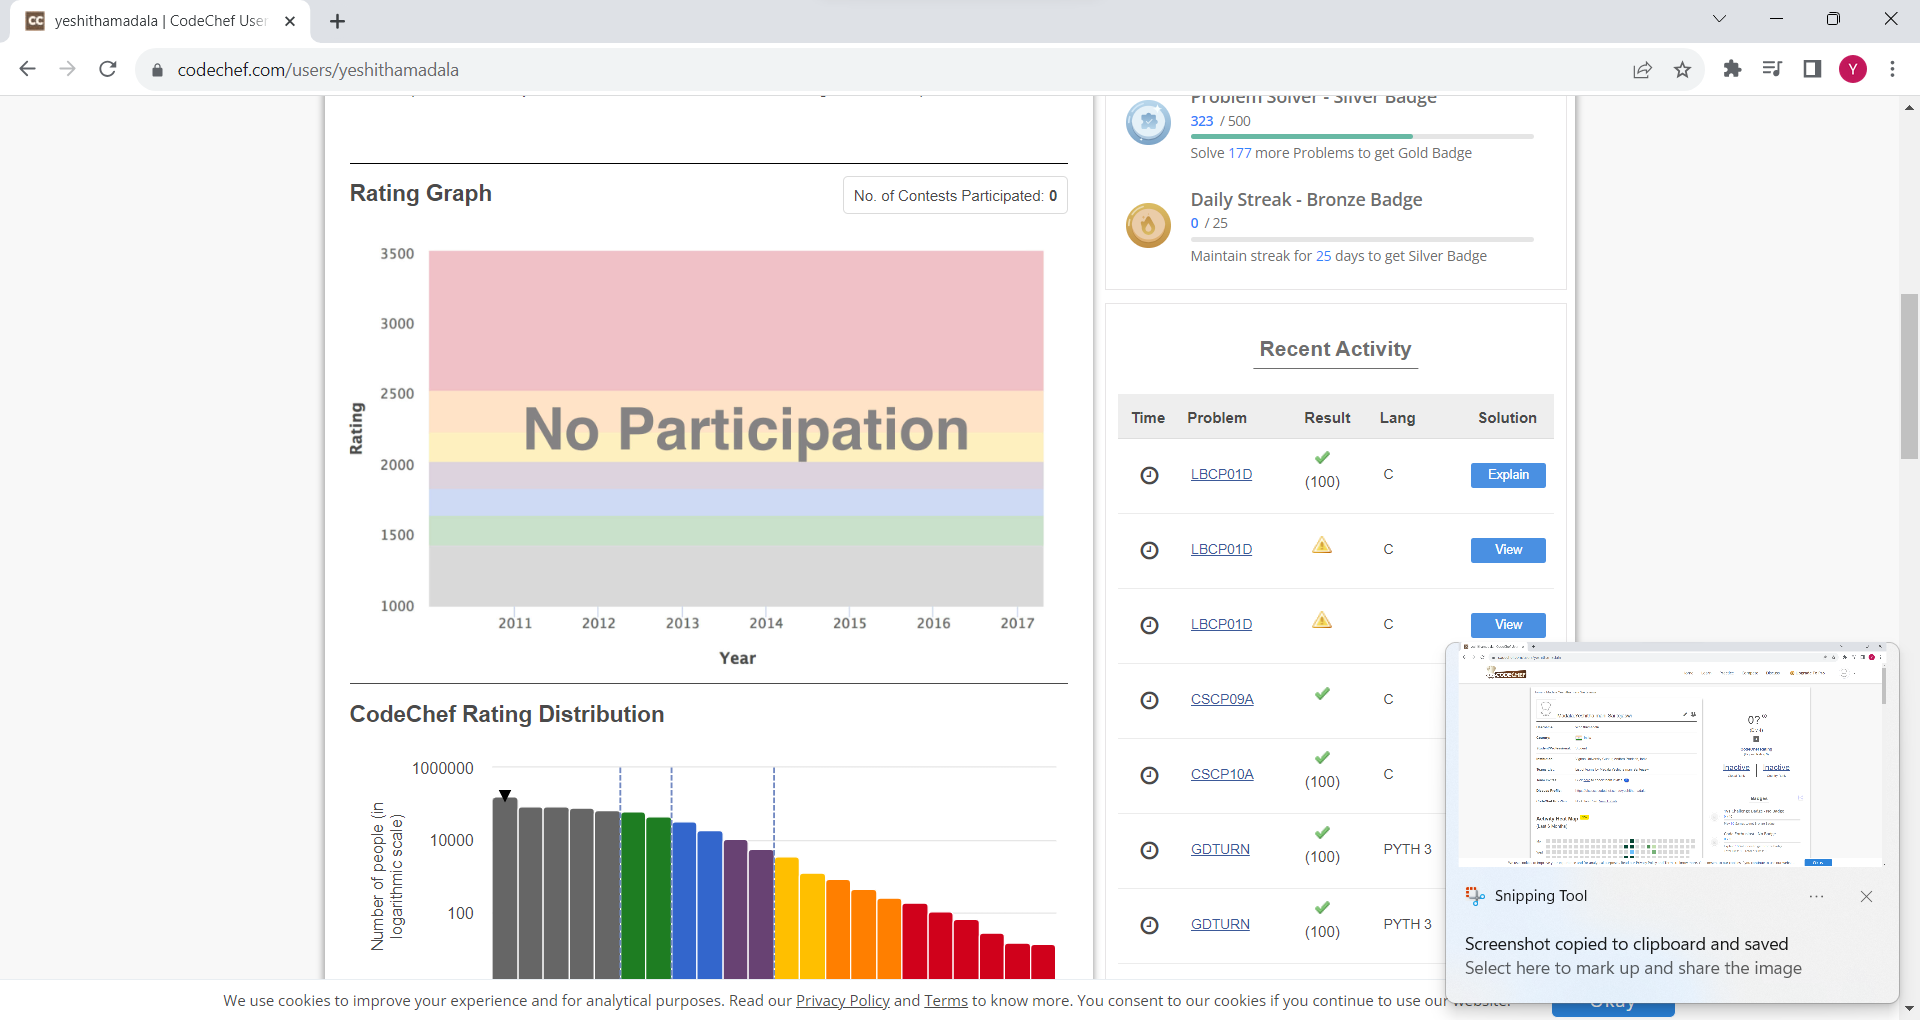 yeshithamadala | CodeChef User
codechef.com/users/yeshithamadala
Y
Rating Graph
No. of Contests Participated: 0
3500
3000
2500
2000
1500
1000
Rating
No Participation
2011 2012 2013 2014 2015 2016 2017
Year
CodeChef Rating Distribution
1000000
10000
100
Number of people (in
logarithmic scale)
Problem Solver - Silver Badge
323 / 500
Solve 177 more Problems to get Gold Badge
Daily Streak - Bronze Badge
0 / 25
Maintain streak for 25 days to get Silver Badge
Recent Activity
Time Problem Result Lang Solution
LBCP01D (100) C Explain
LBCP01D C View
LBCP01D C View
CSCP09A C
CSCP10A (100) C
GDTURN (100) PYTH 3
GDTURN (100) PYTH 3
Snipping Tool
Screenshot copied to clipboard and saved
Select here to mark up and share the image
We use cookies to improve your experience and for analytical purposes. Read our Privacy Policy and Terms to know more. You consent to our cookies if you continue to use our website.
Okay